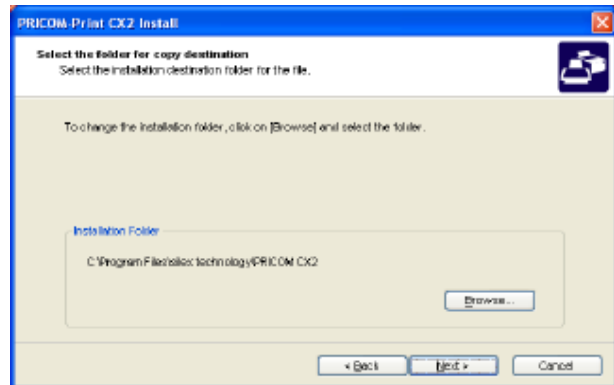 PRICOM-Print CX2 Install
Select the folder for copy destination
Select the installation destination folder for the file.
To change the installation folder, click on [Browse] and select the folder.
Installation Folder
C:\Program Files\silex technology\PRICOM CX2
Browse...
< Back
Next >
Cancel